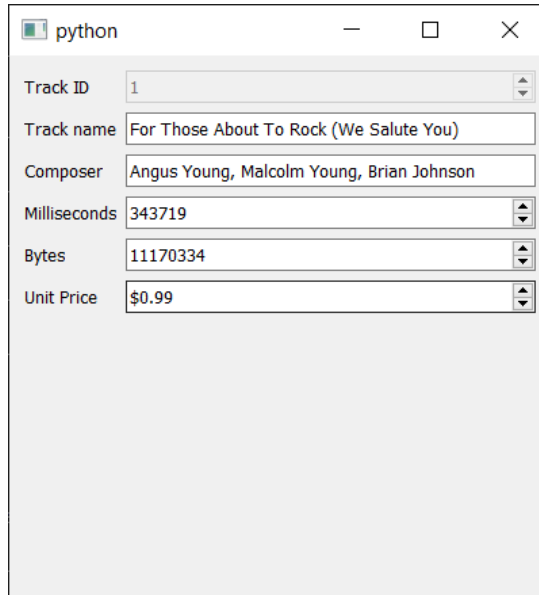 python
Track ID 1
Track name For Those About To Rock (We Salute You)
Composer Angus Young, Malcolm Young, Brian Johnson
Milliseconds 343719
Bytes 11170334
Unit Price $0.99